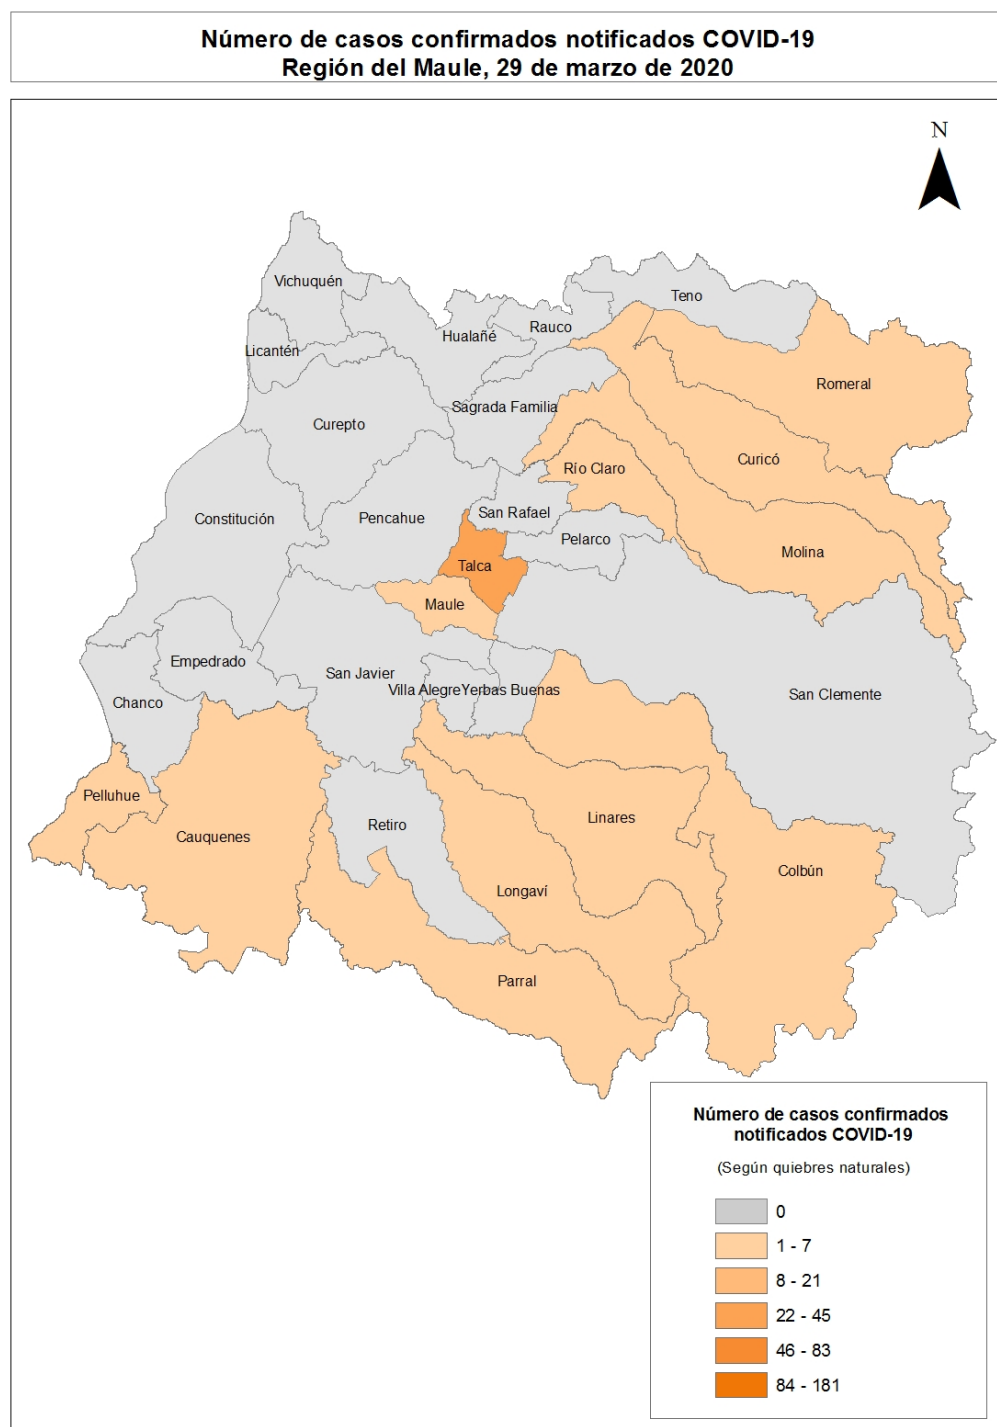 Número de casos confirmados notificados COVID-19
Región del Maule, 29 de marzo de 2020
N
Vichuquén
Teno
Rauco
Hualañé
Licantén
Romeral
Sagrada Familia
Curepto
Curicó
Río Claro
San Rafael
Constitución
Pencahue
Pelarco
Molina
Talca
Maule
Empedrado
San Javier
Villa Alegre
Yerbas Buenas
San Clemente
Chanco
Pelluhue
Linares
Retiro
Cauquenes
Colbún
Longaví
Parral
Número de casos confirmados
notificados COVID-19
(Según quiebres naturales)
0
1 - 7
8 - 21
22 - 45
46 - 83
84 - 181